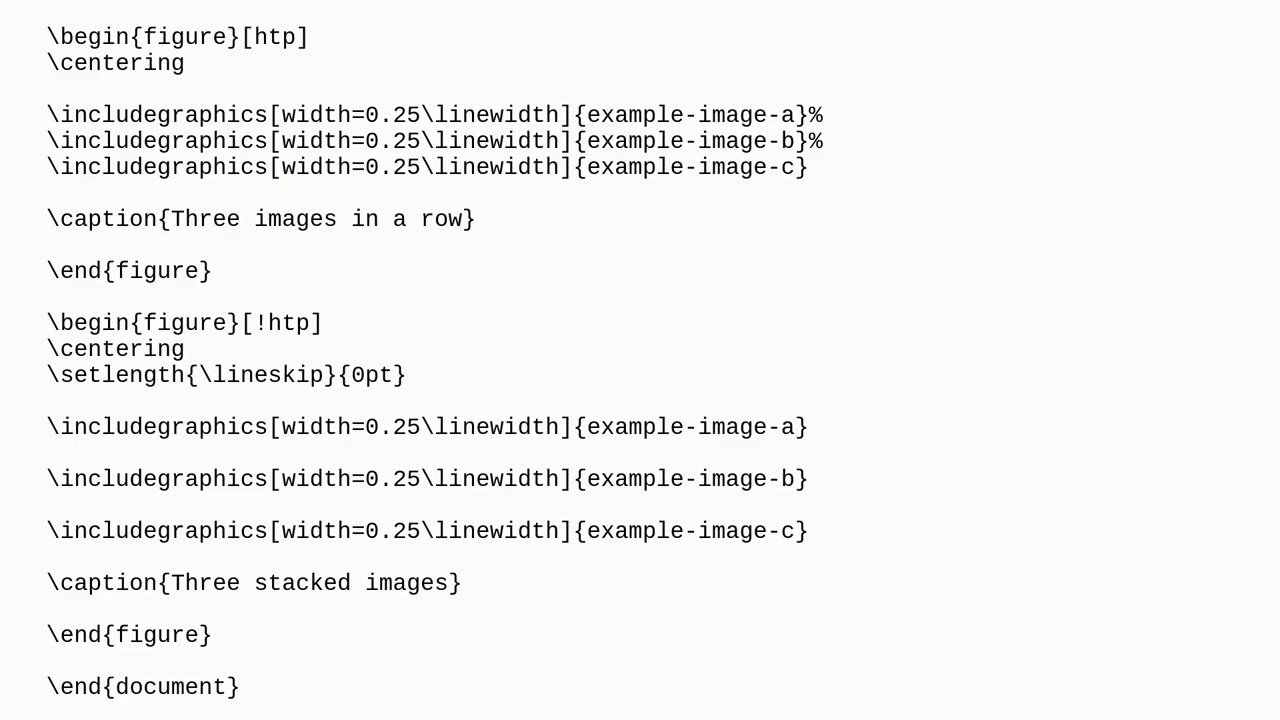 \begin{figure}[htp]
\centering

\includegraphics[width=0.25\linewidth]{example-image-a}%
\includegraphics[width=0.25\linewidth]{example-image-b}%
\includegraphics[width=0.25\linewidth]{example-image-c}

\caption{Three images in a row}

\end{figure}

\begin{figure}[!htp]
\centering
\setlength{\lineskip}{0pt}

\includegraphics[width=0.25\linewidth]{example-image-a}

\includegraphics[width=0.25\linewidth]{example-image-b}

\includegraphics[width=0.25\linewidth]{example-image-c}

\caption{Three stacked images}

\end{figure}

\end{document}